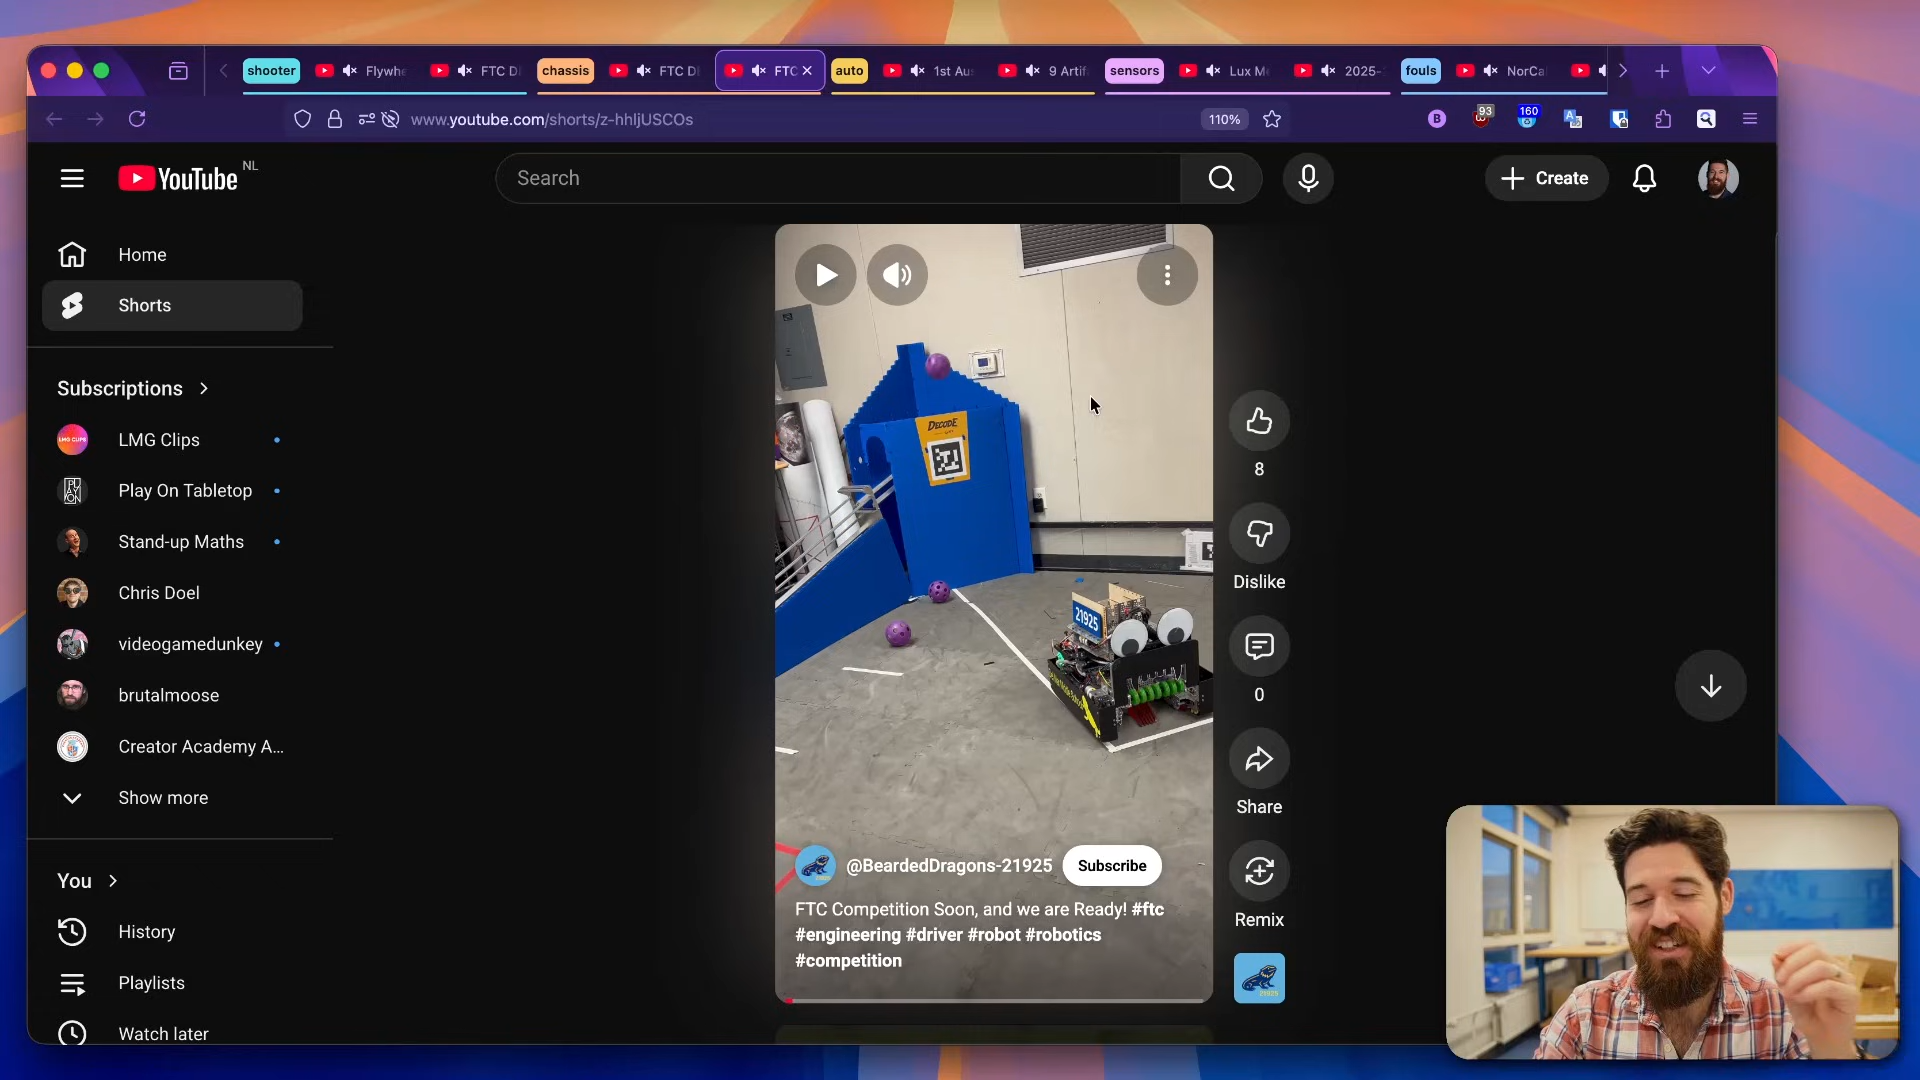 shooter
Flywhe
FTC D
chassis
FTC D
FTC
auto
1st Au
9 Artif
sensors
Lux M
2025-
fouls
NorCa
www.youtube.com/shorts/z-hhljUSCOs
110%
B
93
160
YouTube NL
Search
Create
Home
Shorts
Subscriptions
LMG Clips
Play On Tabletop
Stand-up Maths
Chris Doel
videogamedunkey
brutalmoose
Creator Academy A...
Show more
You
History
Playlists
Watch later
DECODE
21925
8
Dislike
0
Share
Remix
@BeardedDragons-21925
Subscribe
FTC Competition Soon, and we are Ready! #ftc
#engineering #driver #robot #robotics
#competition